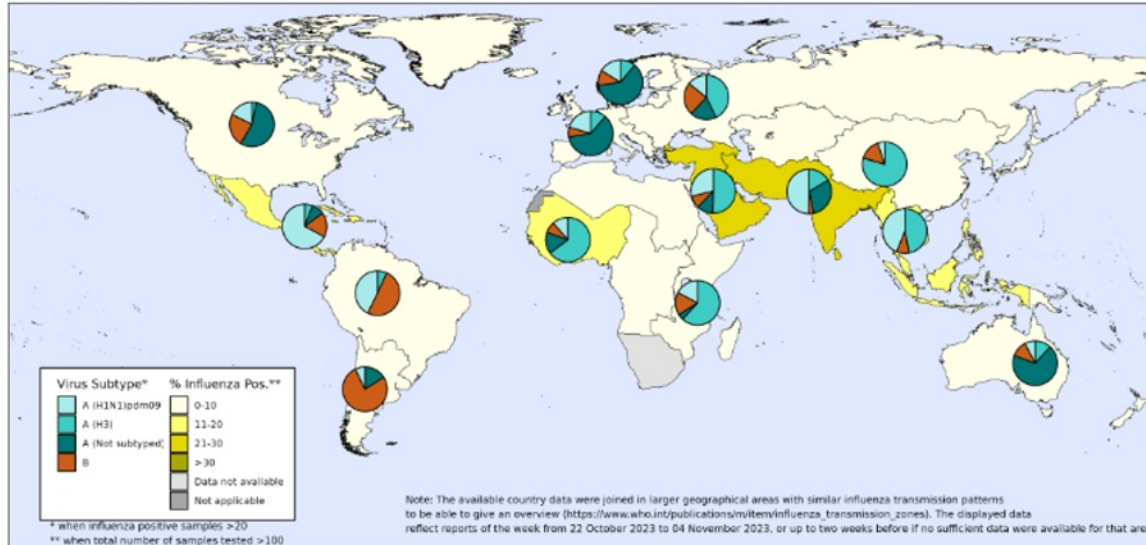 Virus Subtype*
A (H1N1)pdm09
A (H3)
A (Not subtyped)
B
% Influenza Pos.**
0-10
11-20
21-30
>30
Data not available
Not applicable
* when influenza positive samples >20
** when total number of samples tested >100
Note: The available country data were joined in larger geographical areas with similar influenza transmission patterns
to be able to give an overview (https://www.who.int/publications/m/item/influenza_transmission_zones). The displayed data
reflect reports of the week from 22 October 2023 to 04 November 2023, or up to two weeks before if no sufficient data were available for that are